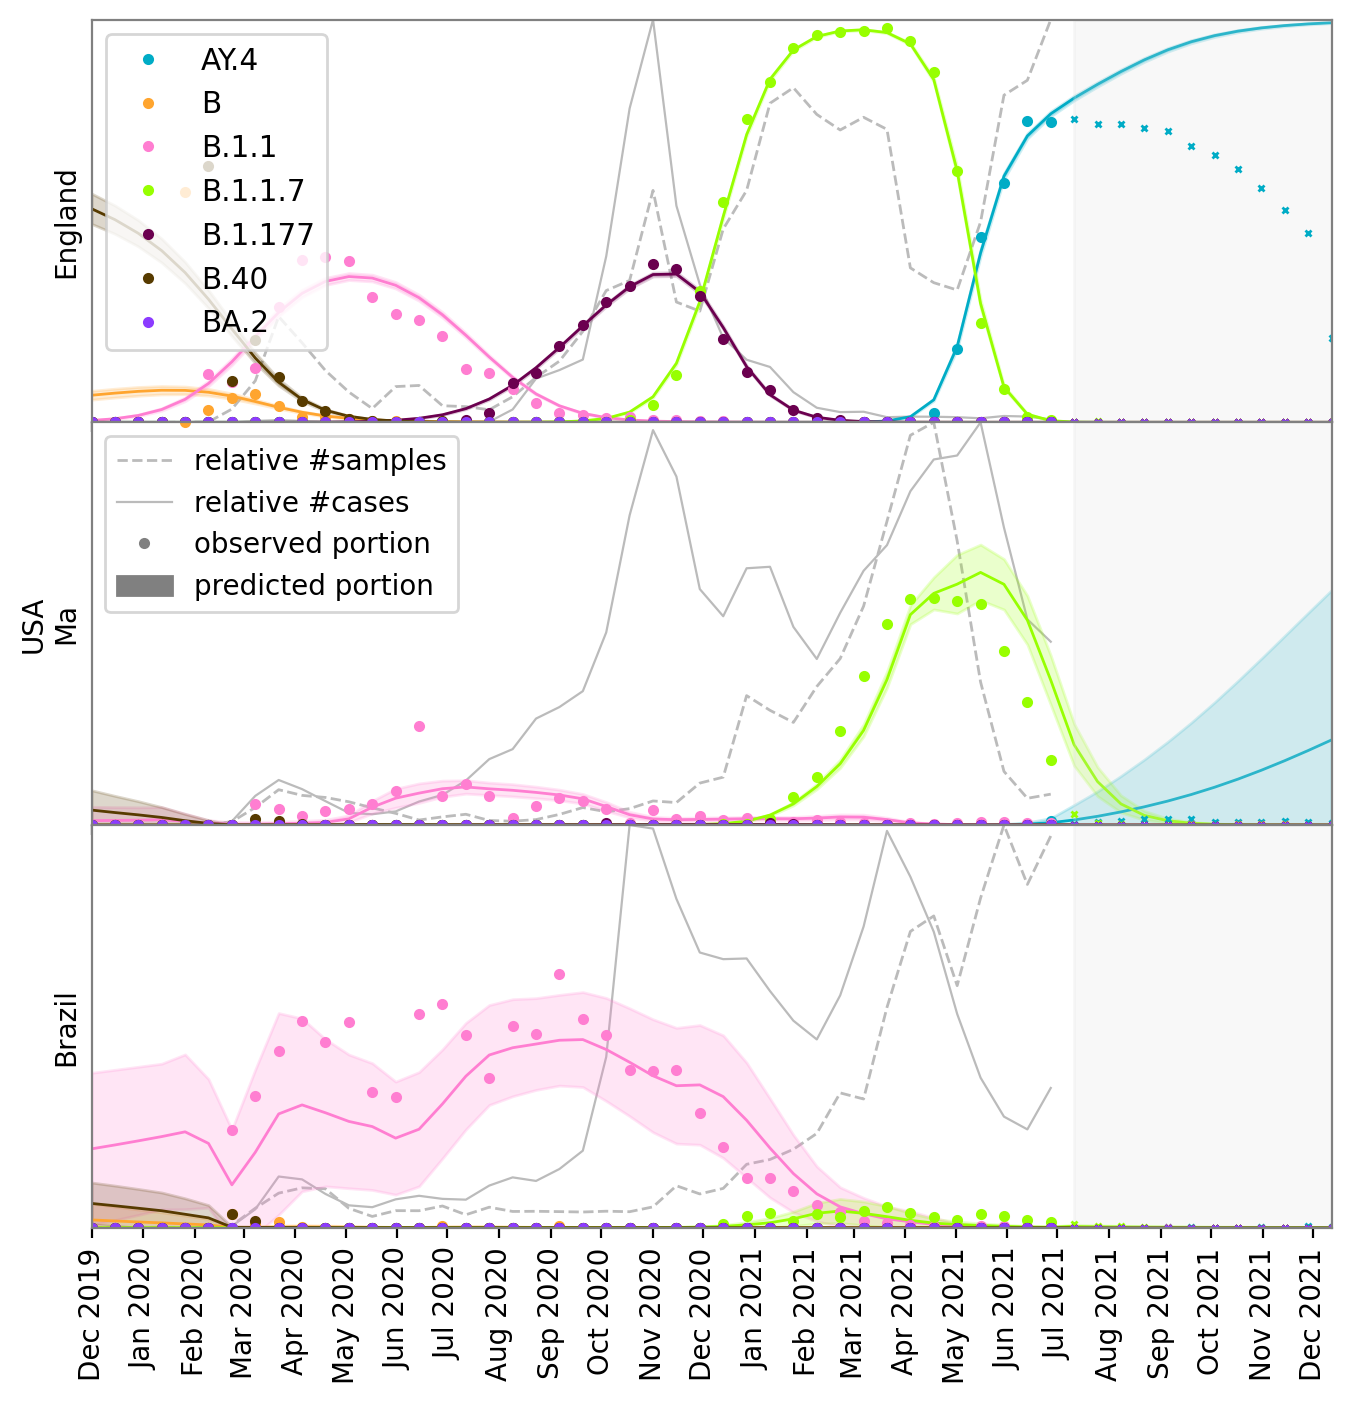 England
AY.4
B
B.1.1
B.1.1.7
B.1.177
B.40
BA.2
USA
Ma
relative #samples
relative #cases
observed portion
predicted portion
Brazil
Dec 2019
Jan 2020
Feb 2020
Mar 2020
Apr 2020
May 2020
Jun 2020
Jul 2020
Aug 2020
Sep 2020
Oct 2020
Nov 2020
Dec 2020
Jan 2021
Feb 2021
Mar 2021
Apr 2021
May 2021
Jun 2021
Jul 2021
Aug 2021
Sep 2021
Oct 2021
Nov 2021
Dec 2021